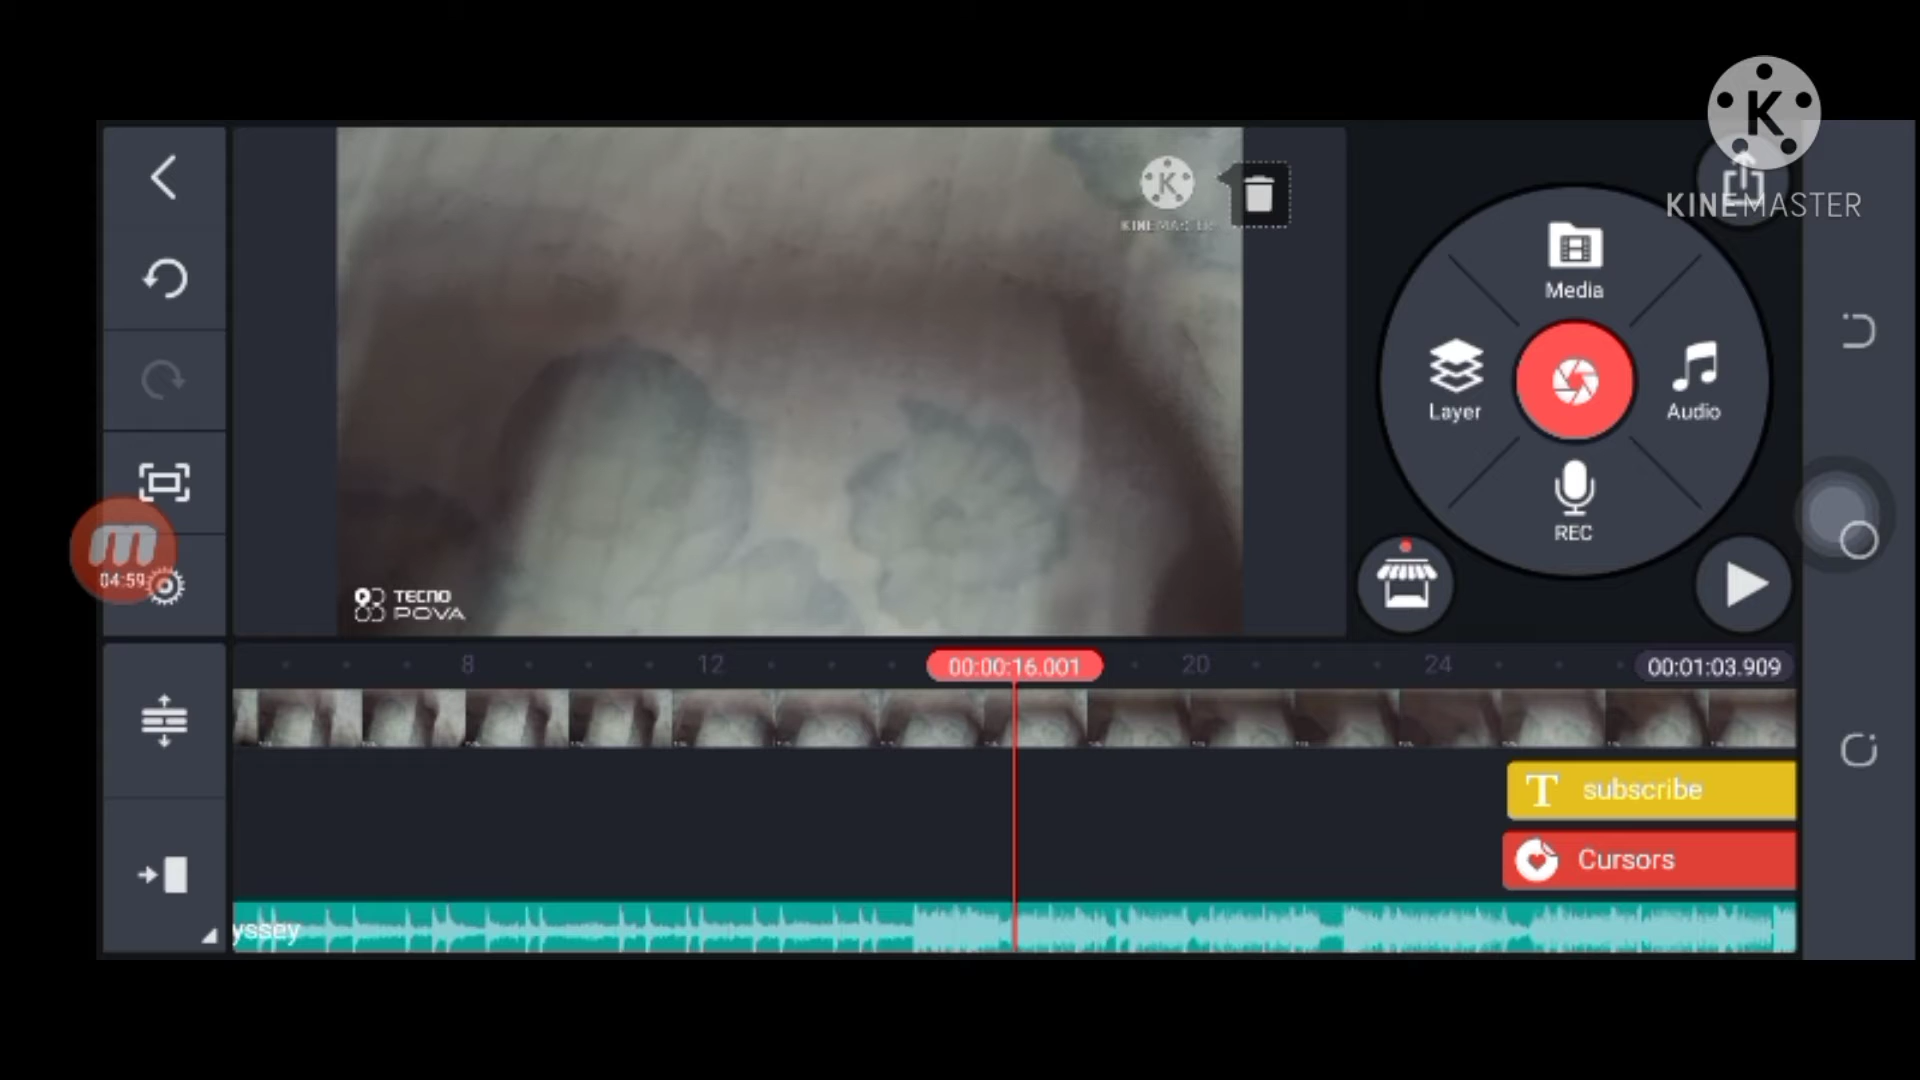 K
KINEMASTER
K
KINEMASTER
Media
Layer
Audio
REC
m
04:59
TECNO
POVA
8
12
00:00:16.001
20
24
00:01:03.909
T subscribe
Cursors
yssey